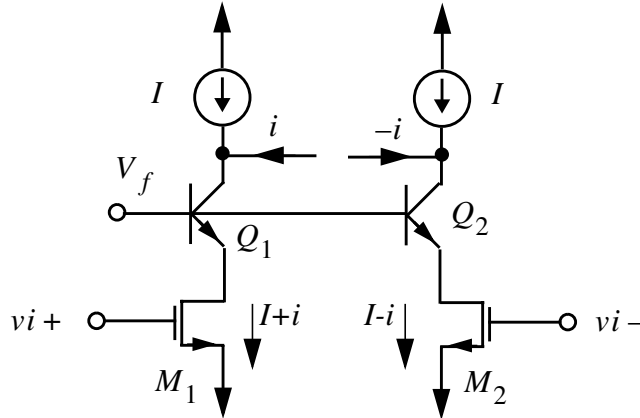 I
I
i
–i
V_f
Q_1
Q_2
vi +
I+i
I-i
vi –
M_1
M_2